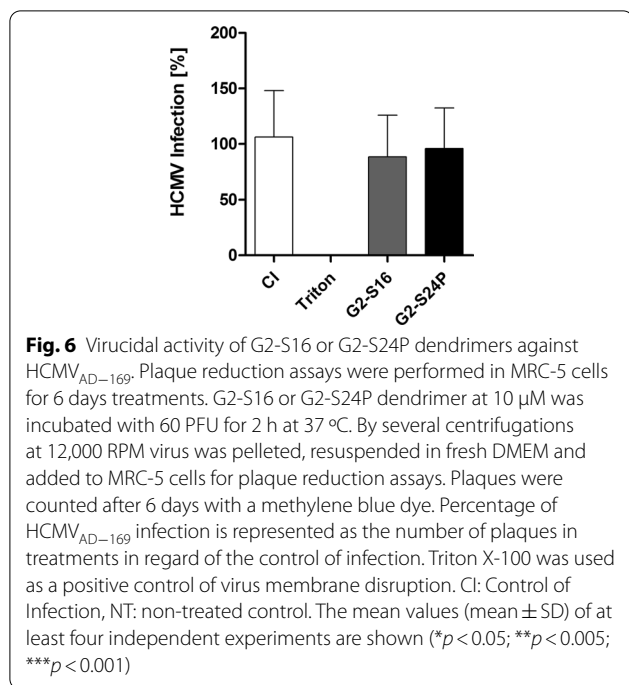 200
150
100
50
0
HCMV Infection [%]
CI
Triton
G2-S16
G2-S24P
Fig. 6 Virucidal activity of G2-S16 or G2-S24P dendrimers against
HCMV_AD−169. Plaque reduction assays were performed in MRC-5 cells
for 6 days treatments. G2-S16 or G2-S24P dendrimer at 10 µM was
incubated with 60 PFU for 2 h at 37 ºC. By several centrifugations
at 12,000 RPM virus was pelleted, resuspended in fresh DMEM and
added to MRC-5 cells for plaque reduction assays. Plaques were
counted after 6 days with a methylene blue dye. Percentage of
HCMV_AD−169 infection is represented as the number of plaques in
treatments in regard of the control of infection. Triton X-100 was used
as a positive control of virus membrane disruption. CI: Control of
Infection, NT: non-treated control. The mean values (mean ± SD) of at
least four independent experiments are shown (*p < 0.05; **p < 0.005;
***p < 0.001)